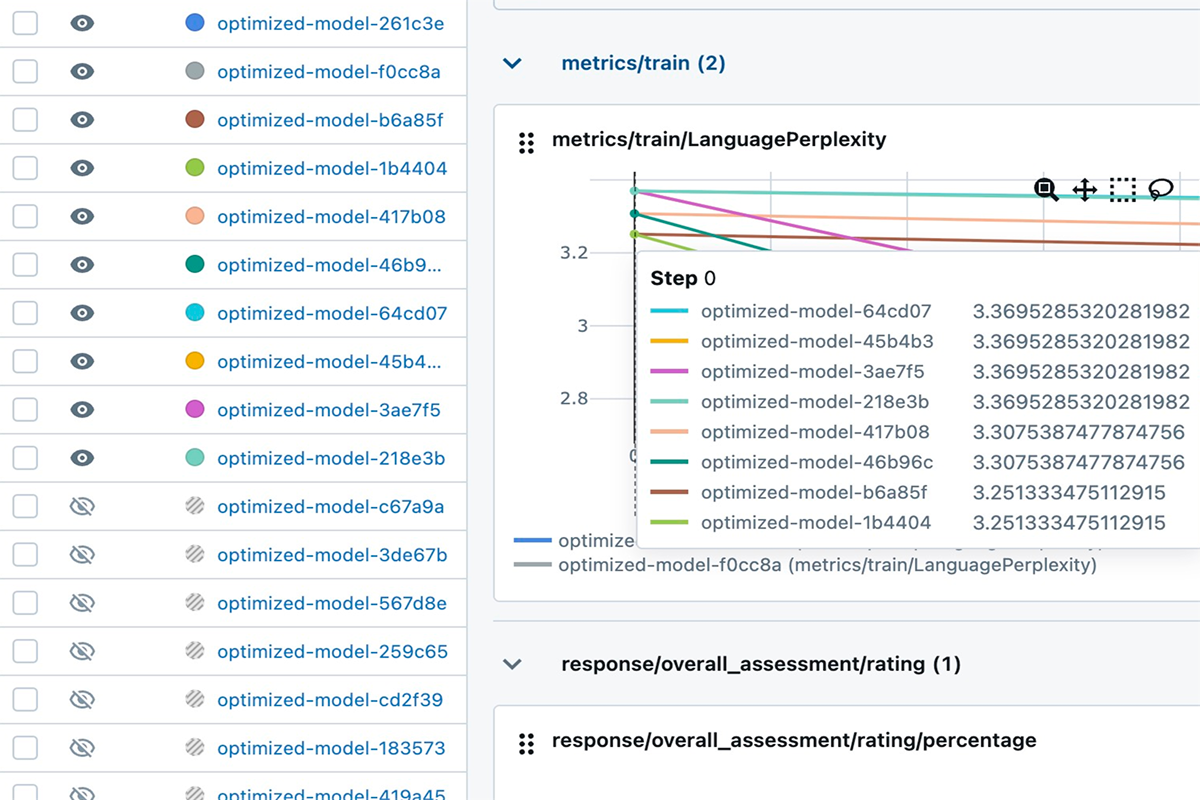 optimized-model-261c3e
optimized-model-f0cc8a
optimized-model-b6a85f
optimized-model-1b4404
optimized-model-417b08
optimized-model-46b9...
optimized-model-64cd07
optimized-model-45b4...
optimized-model-3ae7f5
optimized-model-218e3b
optimized-model-c67a9a
optimized-model-3de67b
optimized-model-567d8e
optimized-model-259c65
optimized-model-cd2f39
optimized-model-183573
optimized-model-419a45
metrics/train (2)
metrics/train/LanguagePerplexity
3.2
3
2.8
Step 0
optimized-model-64cd07 3.3695285320281982
optimized-model-45b4b3 3.3695285320281982
optimized-model-3ae7f5 3.3695285320281982
optimized-model-218e3b 3.3695285320281982
optimized-model-417b08 3.3075387477874756
optimized-model-46b96c 3.3075387477874756
optimized-model-b6a85f 3.251333475112915
optimized-model-1b4404 3.251333475112915
optimize
optimized-model-f0cc8a (metrics/train/LanguagePerplexity)
response/overall_assessment/rating (1)
response/overall_assessment/rating/percentage